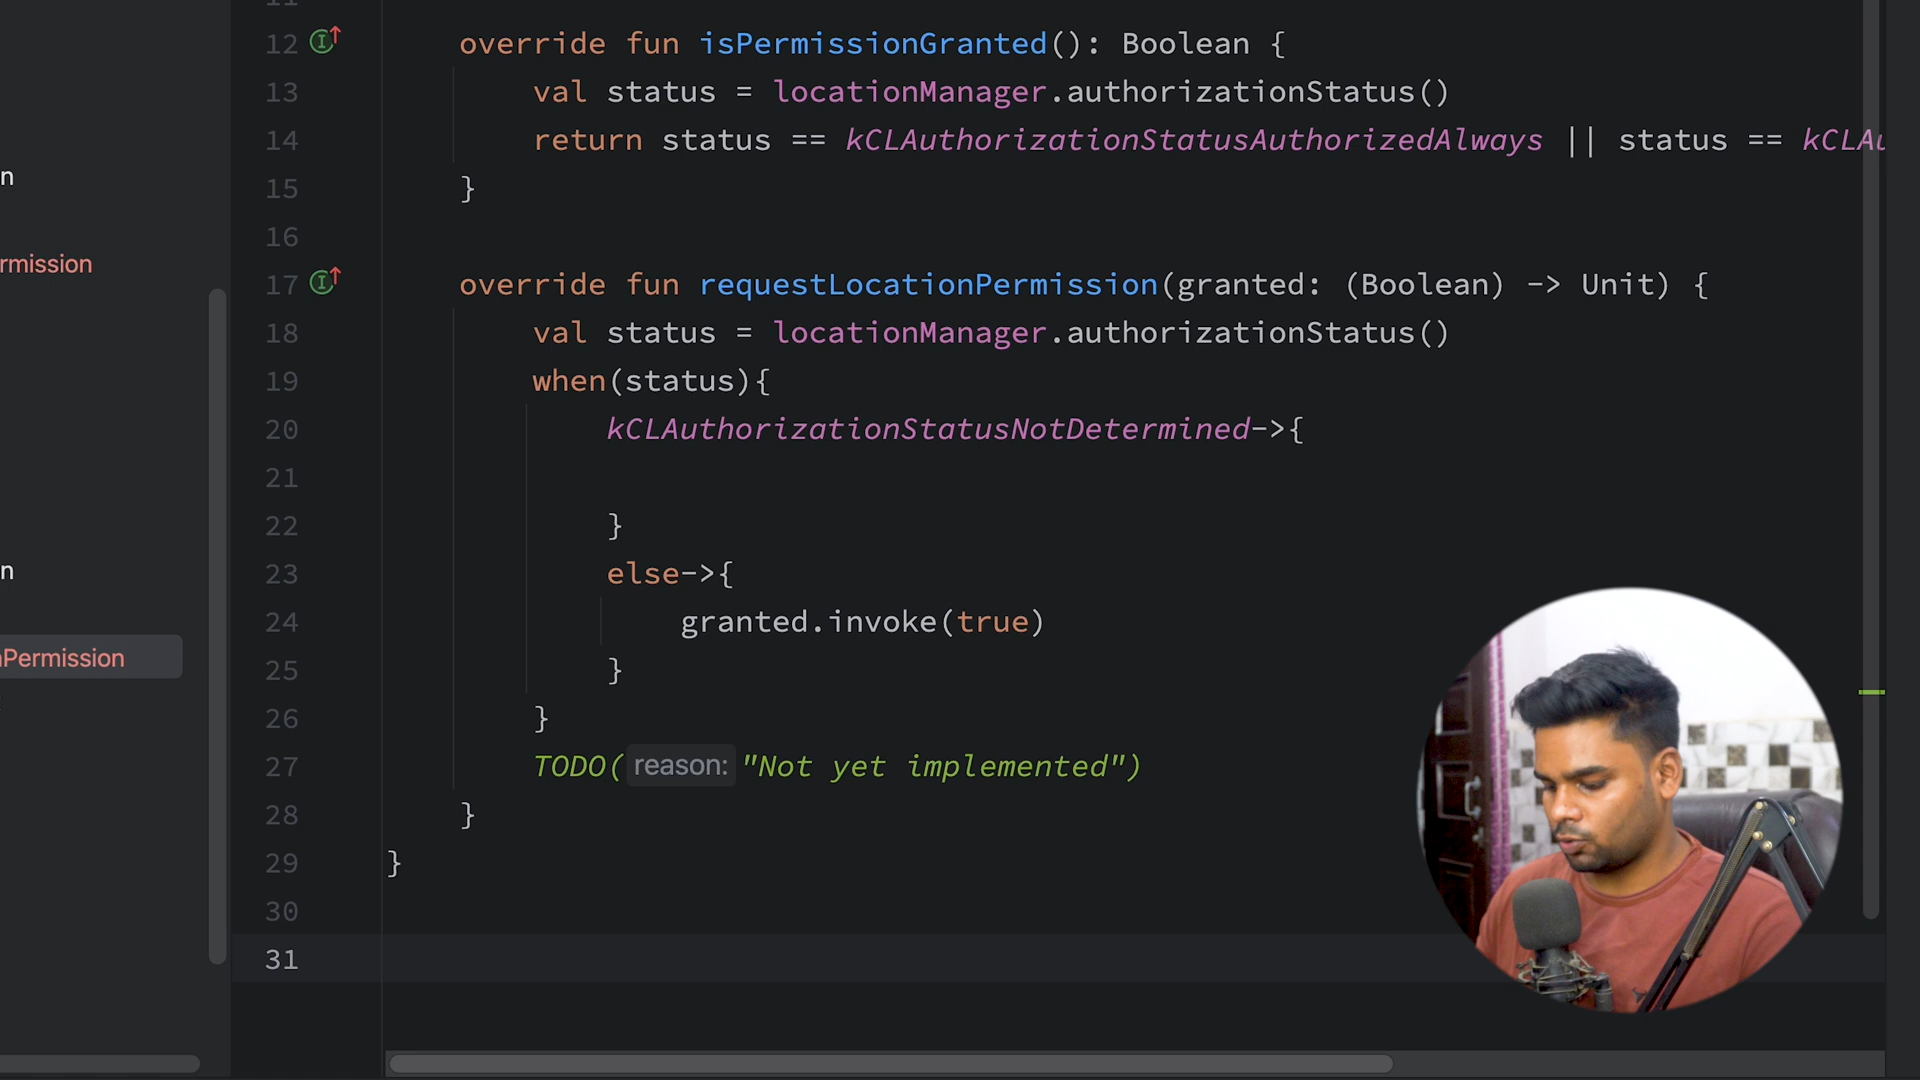 12 override fun isPermissionGranted(): Boolean {
13 val status = locationManager.authorizationStatus()
14 return status == kCLAuthorizationStatusAuthorizedAlways || status == kCLAu
15 }
16
17 override fun requestLocationPermission(granted: (Boolean) -> Unit) {
18 val status = locationManager.authorizationStatus()
19 when(status){
20 kCLAuthorizationStatusNotDetermined->{
21
22 }
23 else->{
24 granted.invoke(true)
25 }
26 }
27 TODO( reason: "Not yet implemented")
28 }
29 }
30
31
n
rmission
n
Permission